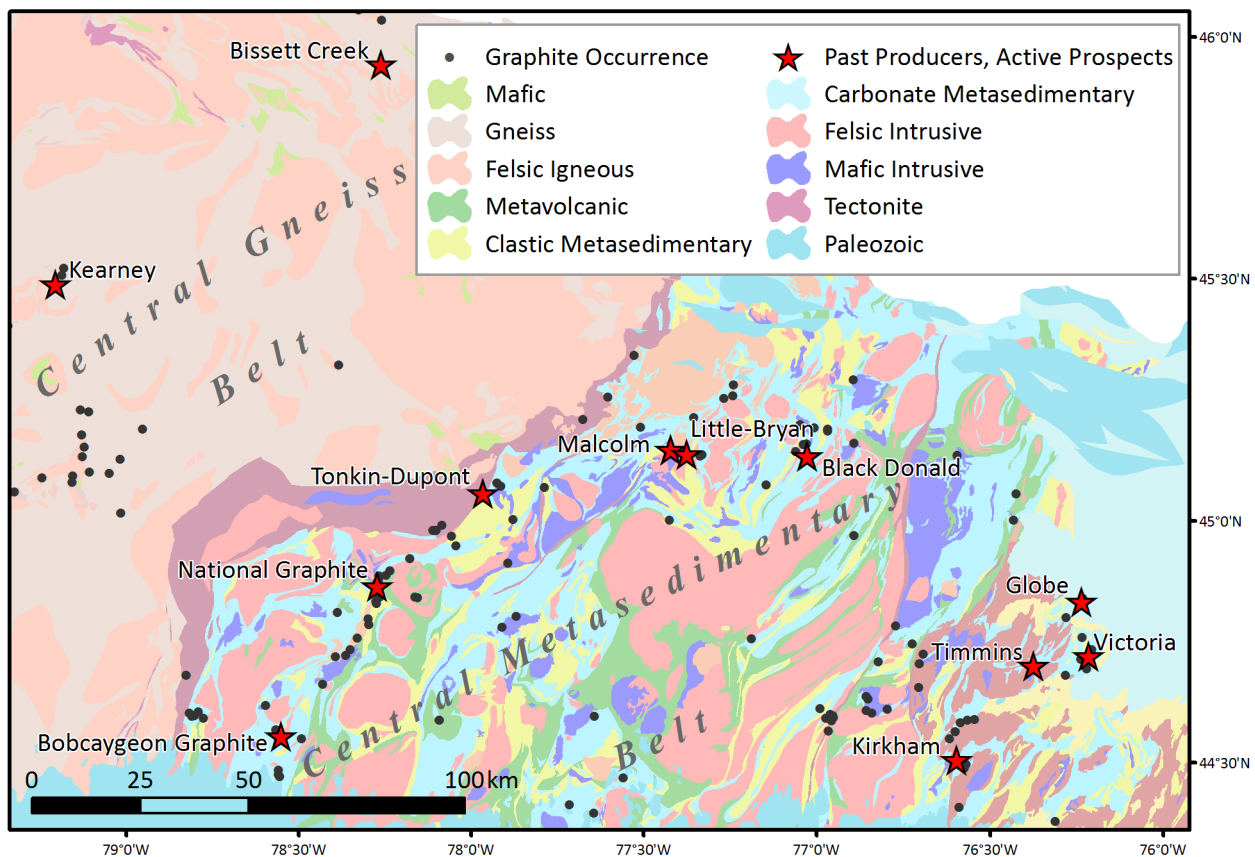 Bissett Creek
Graphite Occurrence
Mafic
Gneiss
Felsic Igneous
Metavolcanic
Clastic Metasedimentary
Past Producers, Active Prospects
Carbonate Metasedimentary
Felsic Intrusive
Mafic Intrusive
Tectonite
Paleozoic
46°0'N
45°30'N
45°0'N
44°30'N
Kearney
Central Gneiss
Belt
Little-Bryan
Malcolm
Black Donald
Tonkin-Dupont
National Graphite
Central Metasedimentary
Belt
Globe
Victoria
Timmins
Kirkham
Bobcaygeon Graphite
0 25 50 100 km
79°0'W 78°30'W 78°0'W 77°30'W 77°0'W 76°30'W 76°0'W